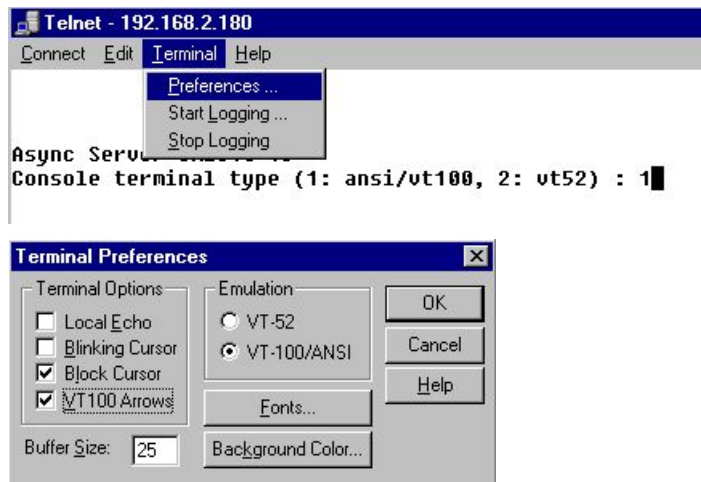 Telnet - 192.168.2.180
Connect Edit Terminal Help
Preferences ...
Start Logging ...
Stop Logging
Async
Console terminal type (1: ansi/vt100, 2: vt52) : 1
Terminal Preferences
Terminal Options
Local Echo
Blinking Cursor
Block Cursor
VT100 Arrows
Buffer Size: 25
Emulation
VT-52
VT-100/ANSI
Fonts...
Background Color...
OK
Cancel
Help